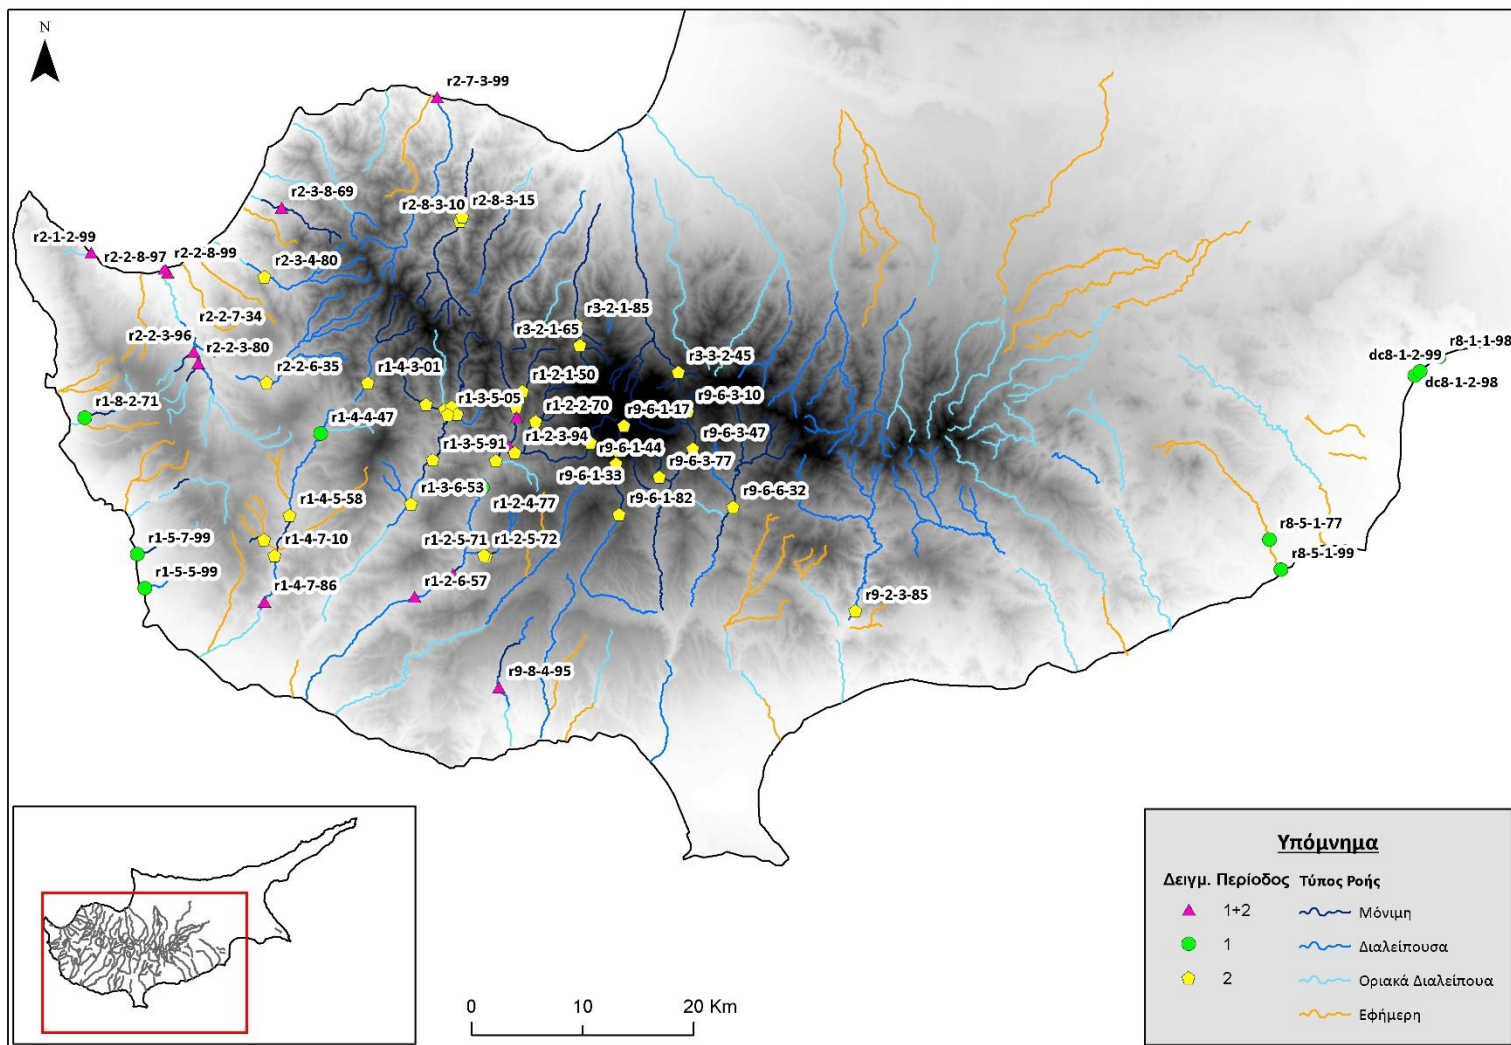 N
r2-7-3-99
r2-3-8-69
r2-8-3-10
r2-8-3-15
r2-1-2-99
r2-2-8-97
r2-2-8-99
r2-3-4-80
r3-2-1-85
r2-2-7-34
r2-2-3-96
r3-2-1-65
r2-2-3-80
r8-1-1-98
dc8-1-2-99
r3-3-2-45
r2-2-6-35
r1-4-3-01
r1-2-1-50
dc8-1-2-98
r1-8-2-71
r1-3-5-05
r9-6-3-10
r1-2-2-70
r9-6-1-17
r1-4-4-47
r1-2-3-94
r9-6-3-47
r1-3-5-91
r9-6-1-44
r9-6-3-77
r9-6-1-33
r1-3-6-53
r9-6-6-32
r1-4-5-58
r1-2-4-77
r9-6-1-82
r8-5-1-77
r1-5-7-99
r1-4-7-10
r1-2-5-71
r1-2-5-72
r8-5-1-99
r1-5-5-99
r1-2-6-57
r1-4-7-86
r9-2-3-85
r9-8-4-95
Υπόμνημα
Δειγμ. Περίοδος Τύπος Ροής
1+2 Μόνιμη
1 Διαλείπουσα
2 Οριακά Διαλείπουα
Εφήμερη
0 10 20 Km